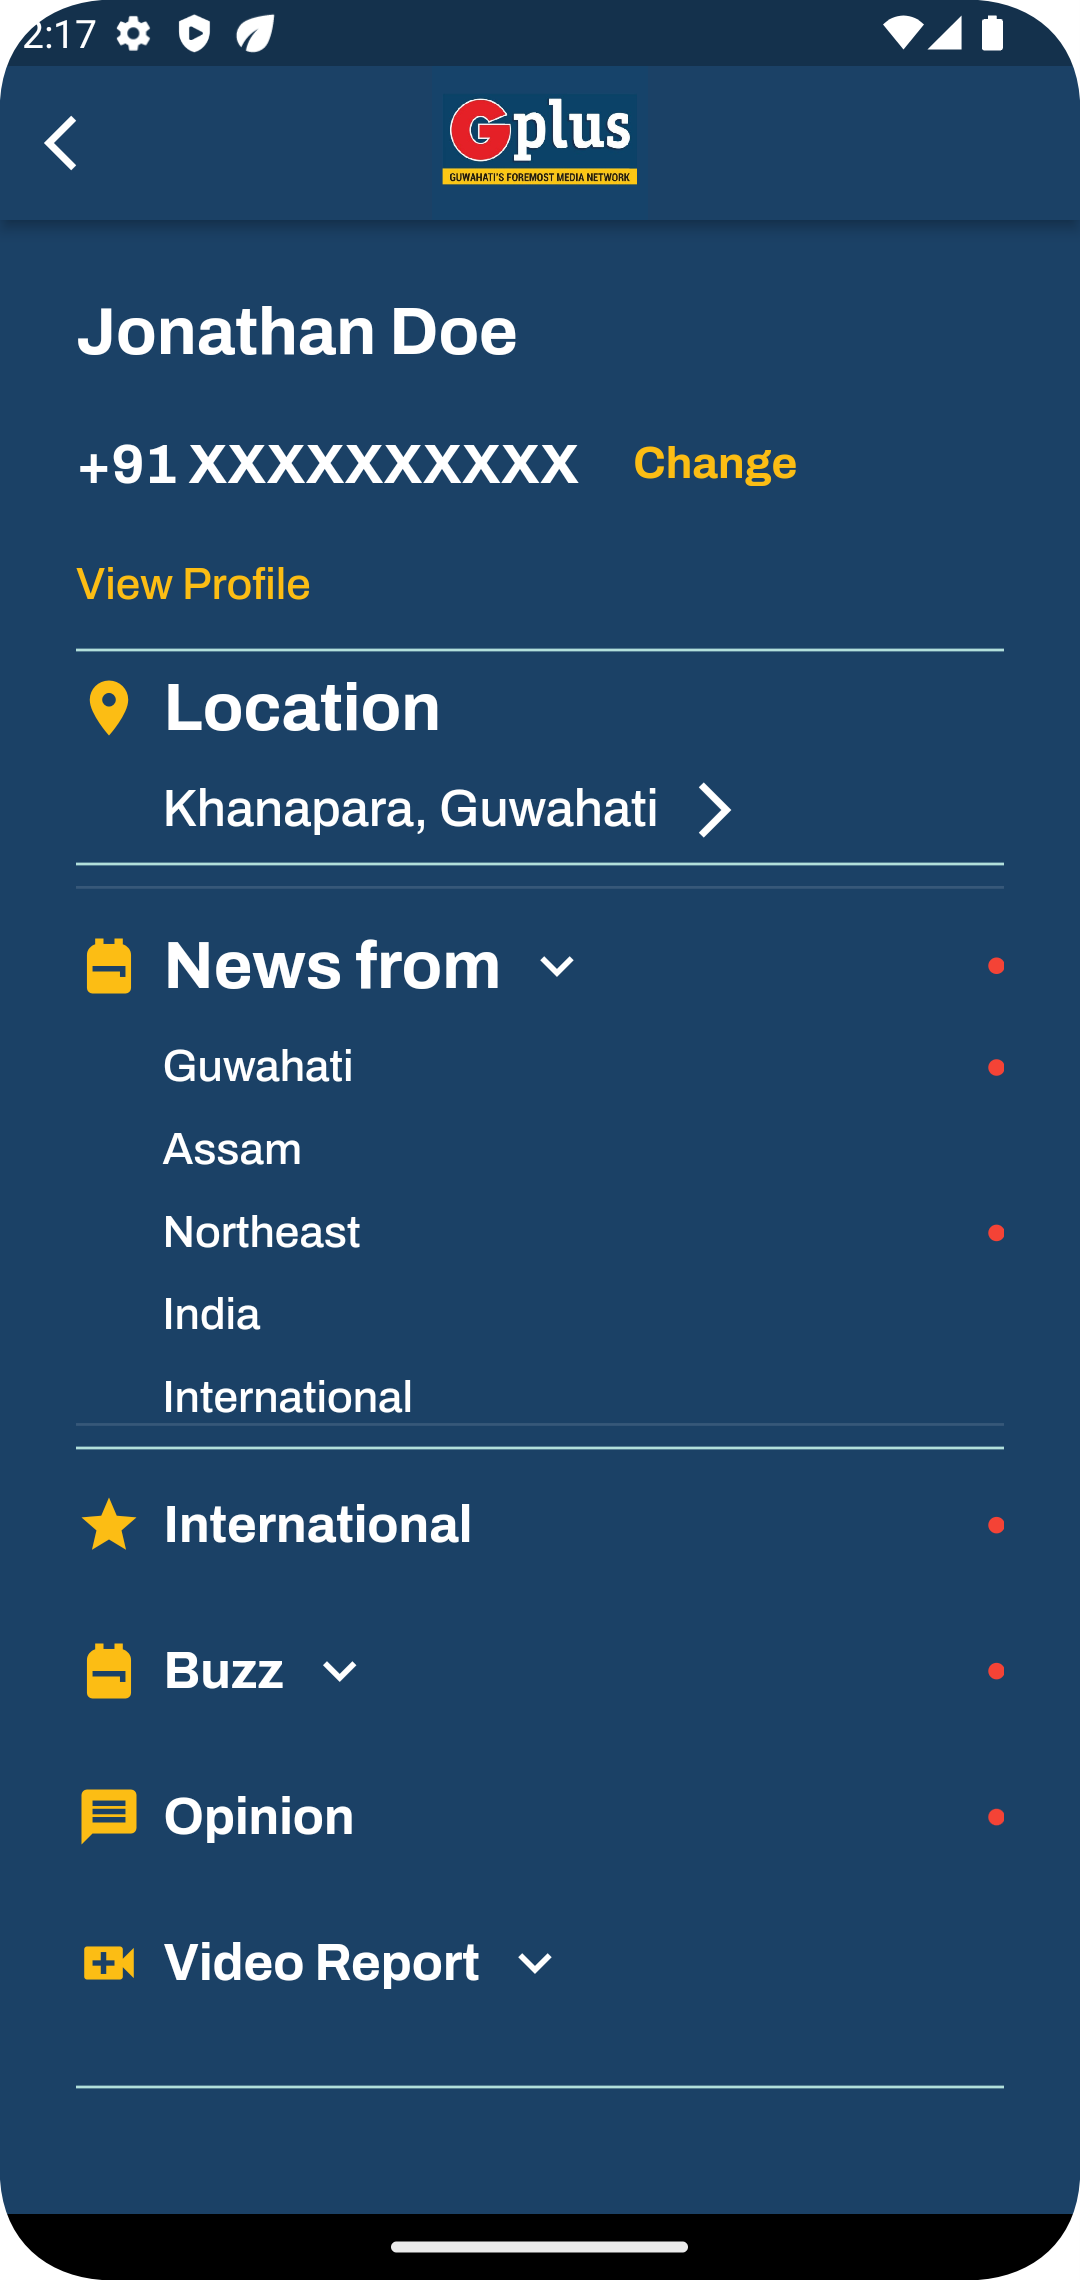 2:17
Gplus
GUWAHATI'S FOREMOST MEDIA NETWORK
Jonathan Doe
+91 XXXXXXXXXX Change
View Profile
Location
Khanapara, Guwahati
News from
Guwahati
Assam
Northeast
India
International
International
Buzz
Opinion
Video Report